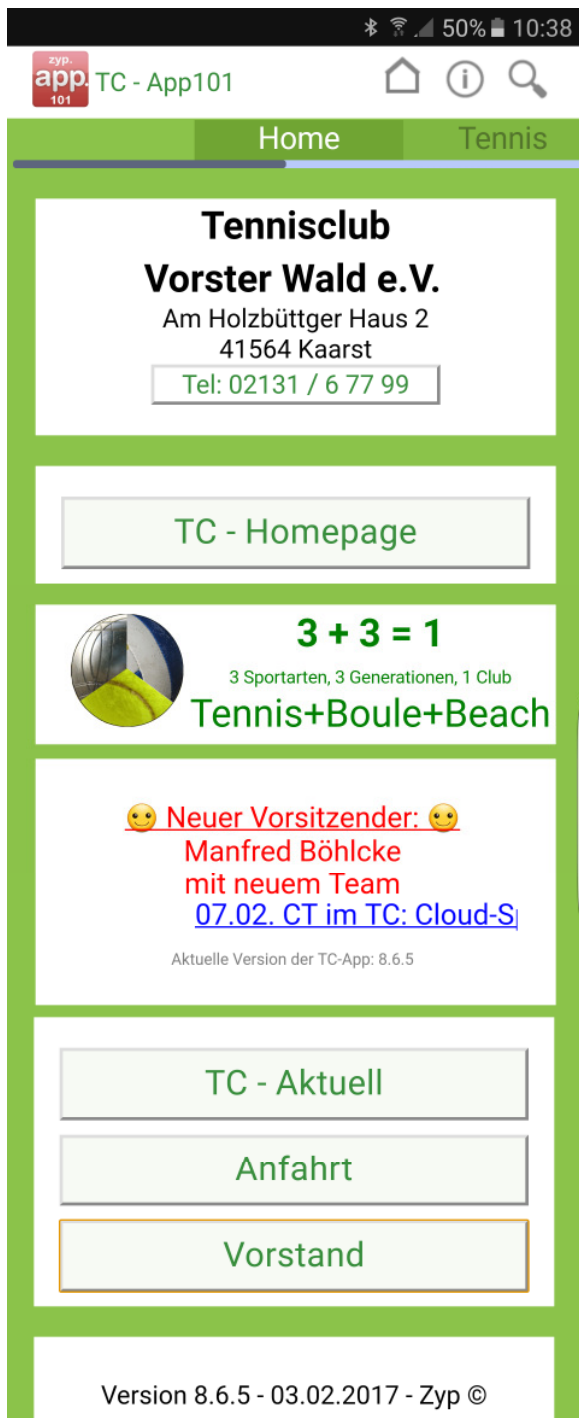 50% 10:38
zyp.
app.
101
TC - App101
Home Tennis
Tennisclub
Vorster Wald e.V.
Am Holzbüttger Haus 2
41564 Kaarst
Tel: 02131 / 6 77 99
TC - Homepage
3 + 3 = 1
3 Sportarten, 3 Generationen, 1 Club
Tennis+Boule+Beach
Neuer Vorsitzender:
Manfred Böhlcke
mit neuem Team
07.02. CT im TC: Cloud-S
Aktuelle Version der TC-App: 8.6.5
TC - Aktuell
Anfahrt
Vorstand
Version 8.6.5 - 03.02.2017 - Zyp ©